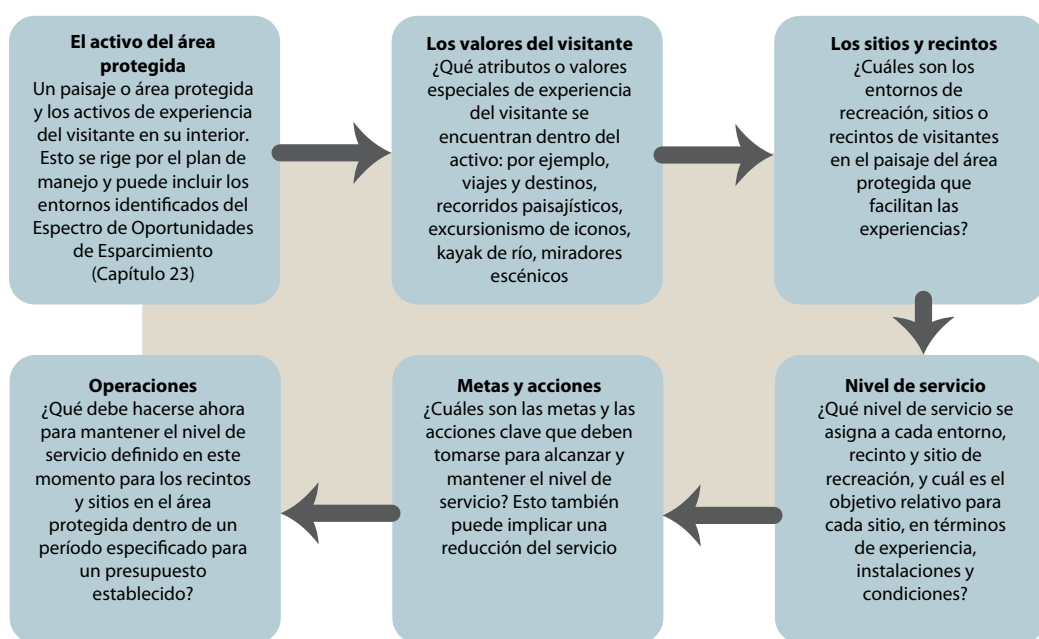 El activo del área
protegida
Un paisaje o área protegida
y los activos de experiencia
del visitante en su interior.
Esto se rige por el plan de
manejo y puede incluir los
entornos identificados del
Espectro de Oportunidades
de Esparcimiento
(Capítulo 23)
Los valores del visitante
¿Qué atributos o valores
especiales de experiencia
del visitante se
encuentran dentro del
activo: por ejemplo,
viajes y destinos,
recorridos paisajísticos,
excursionismo de iconos,
kayak de río, miradores
escénicos
Los sitios y recintos
¿Cuáles son los
entornos de
recreación, sitios o
recintos de visitantes
en el paisaje del área
protegida que
facilitan las
experiencias?
Nivel de servicio
¿Qué nivel de servicio se
asigna a cada entorno,
recinto y sitio de
recreación, y cuál es el
objetivo relativo para
cada sitio, en términos
de experiencia,
instalaciones y
condiciones?
Metas y acciones
¿Cuáles son las metas y las
acciones clave que deben
tomarse para alcanzar y
mantener el nivel de
servicio? Esto también
puede implicar una
reducción del servicio
Operaciones
¿Qué debe hacerse ahora
para mantener el nivel de
servicio definido en este
momento para los recintos
y sitios en el área
protegida dentro de un
período especificado para
un presupuesto
establecido?